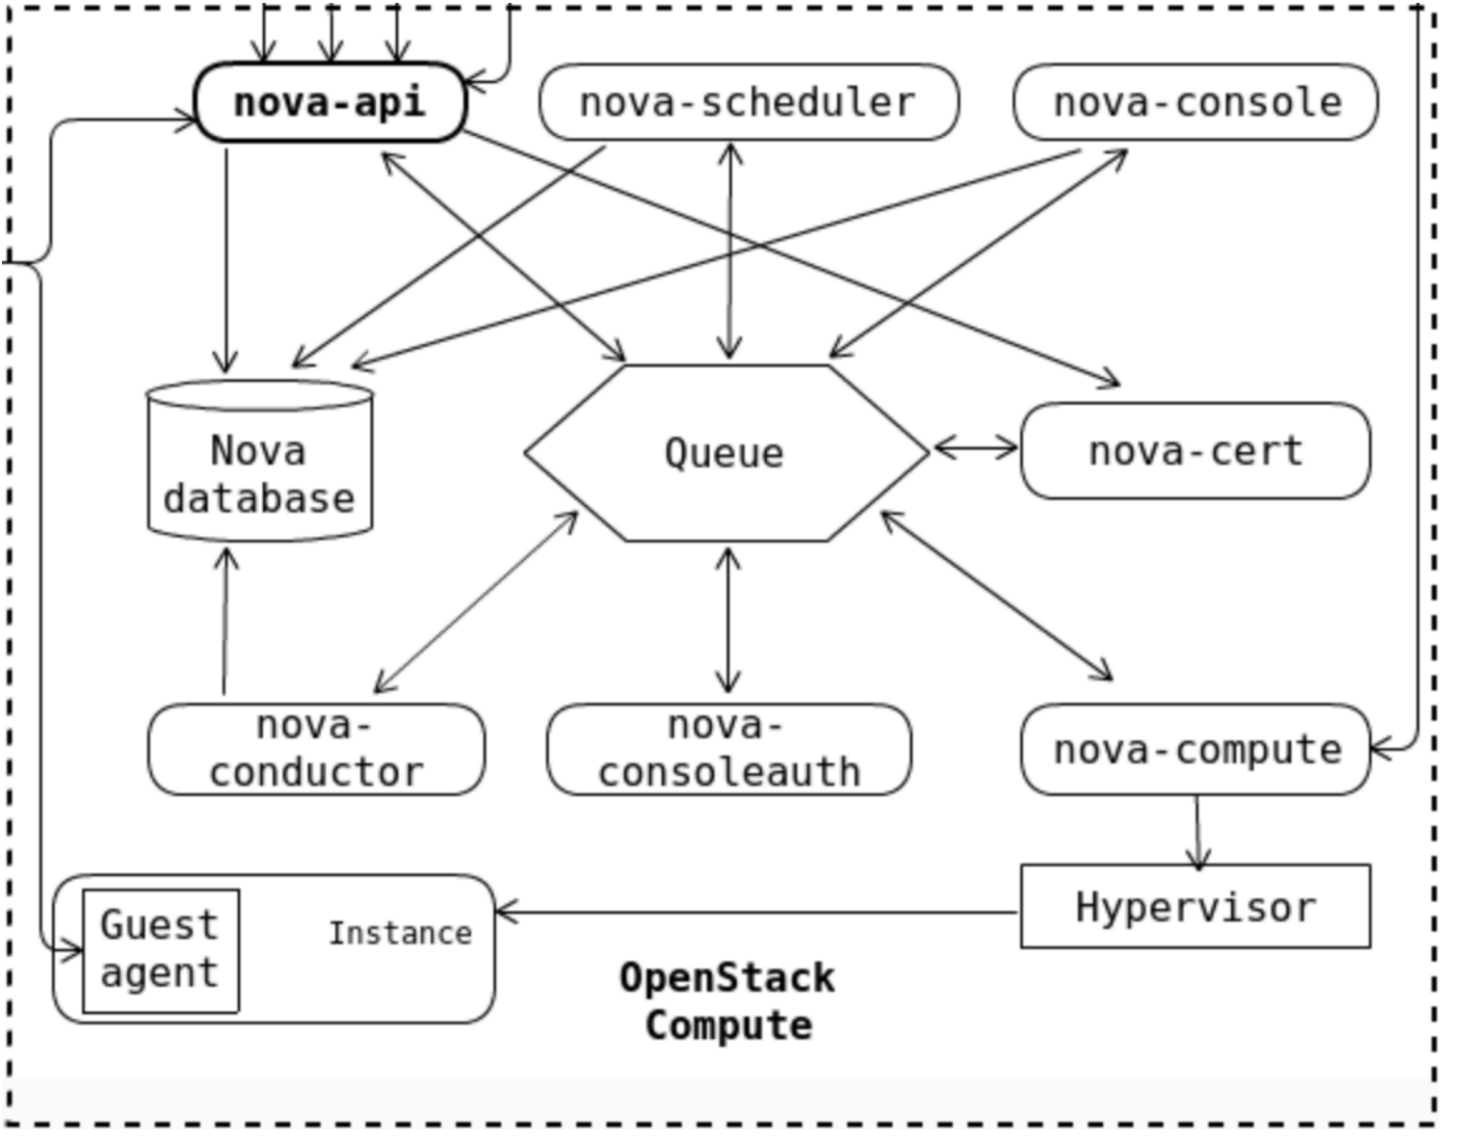 nova-api
nova-scheduler
nova-console
Nova
database
Queue
nova-cert
nova-
conductor
nova-
consoleauth
nova-compute
Guest
agent
Instance
Hypervisor
OpenStack
Compute